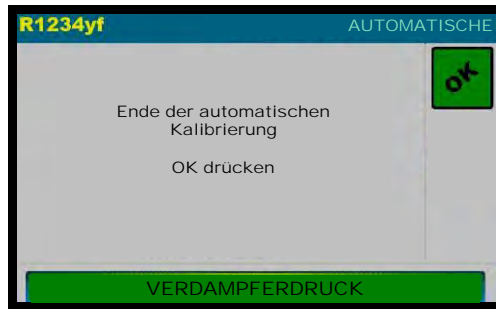 R1234yf
AUTOMATISCHE
OK
Ende der automatischen
Kalibrierung
OK drücken
VERDAMPFERDRUCK